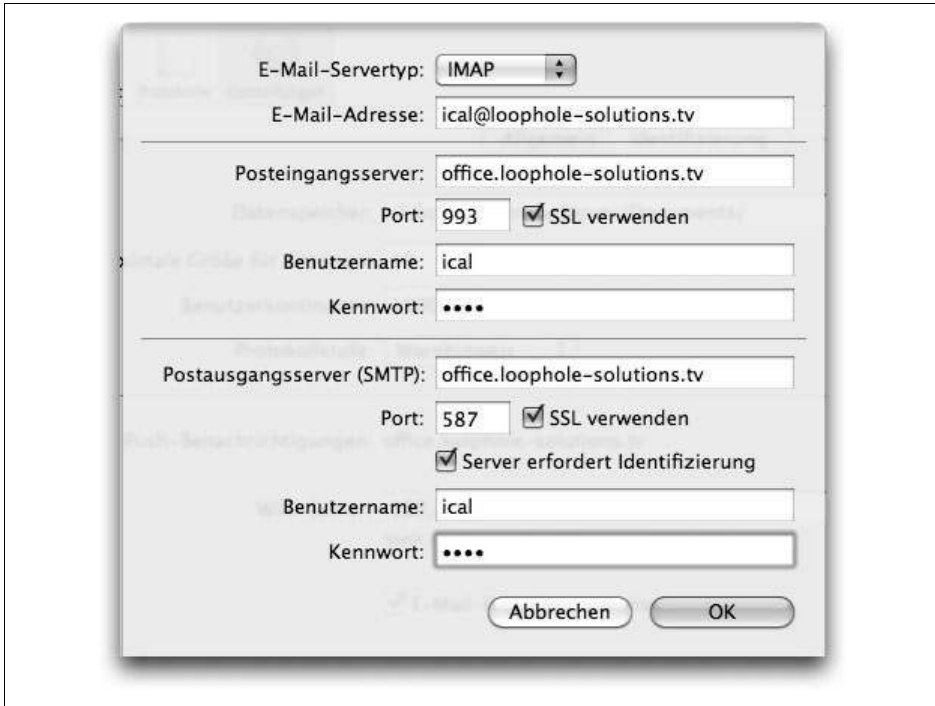 E-Mail-Servertyp: IMAP
E-Mail-Adresse: ical@loophole-solutions.tv
Posteingangsserver: office.loophole-solutions.tv
Port: 993 SSL verwenden
Benutzername: ical
Kennwort: ••••
Postausgangsserver (SMTP): office.loophole-solutions.tv
Port: 587 SSL verwenden
Server erfordert Identifizierung
Benutzername: ical
Kennwort: ••••
Abbrechen OK